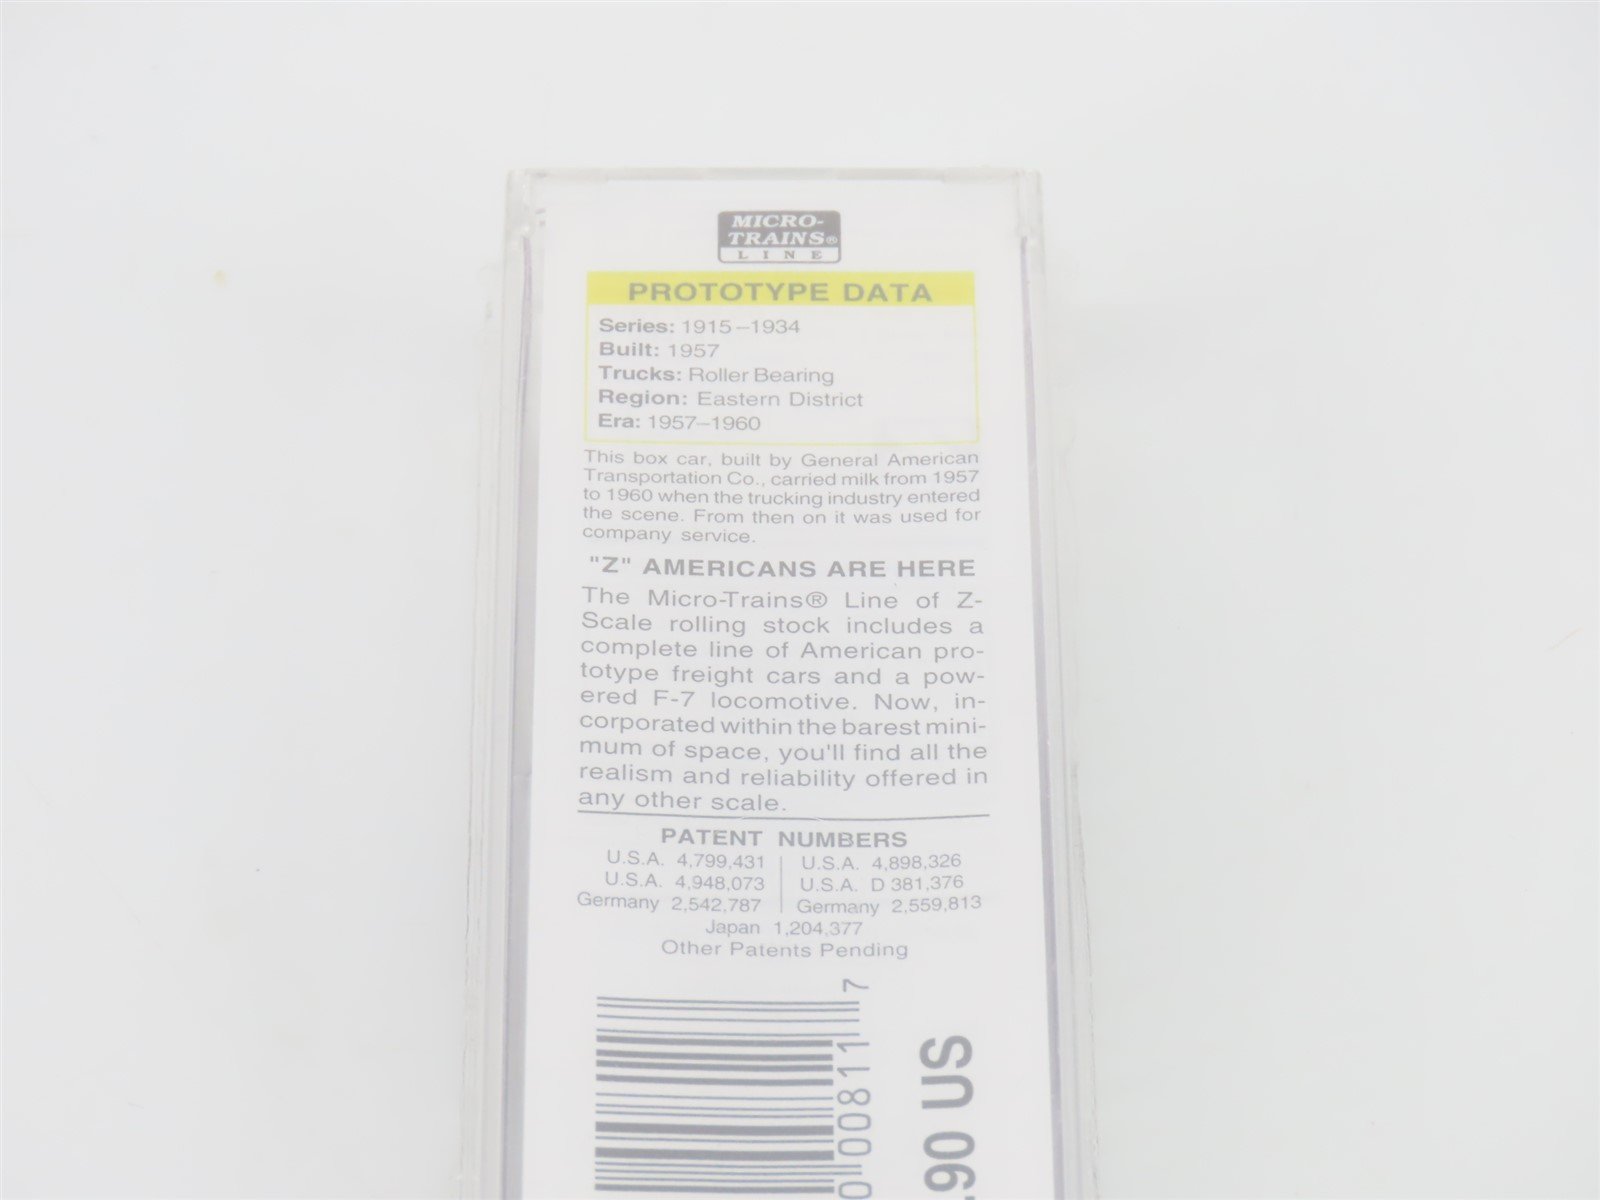 MICRO-
TRAINS®
LINE
PROTOTYPE DATA
Series: 1915–1934
Built: 1957
Trucks: Roller Bearing
Region: Eastern District
Era: 1957–1960
This box car, built by General American
Transportation Co., carried milk from 1957
to 1960 when the trucking industry entered
the scene. From then on it was used for
company service.
"Z" AMERICANS ARE HERE
The Micro-Trains® Line of Z-
Scale rolling stock includes a
complete line of American pro-
totype freight cars and a pow-
ered F-7 locomotive. Now, in-
corporated within the barest mini-
mum of space, you'll find all the
realism and reliability offered in
any other scale.
PATENT NUMBERS
U.S.A. 4,799,431 U.S.A. 4,898,326
U.S.A. 4,948,073 U.S.A. D 381,376
Germany 2,542,787 Germany 2,559,813
Japan 1,204,377
Other Patents Pending
00811 7
.90 US